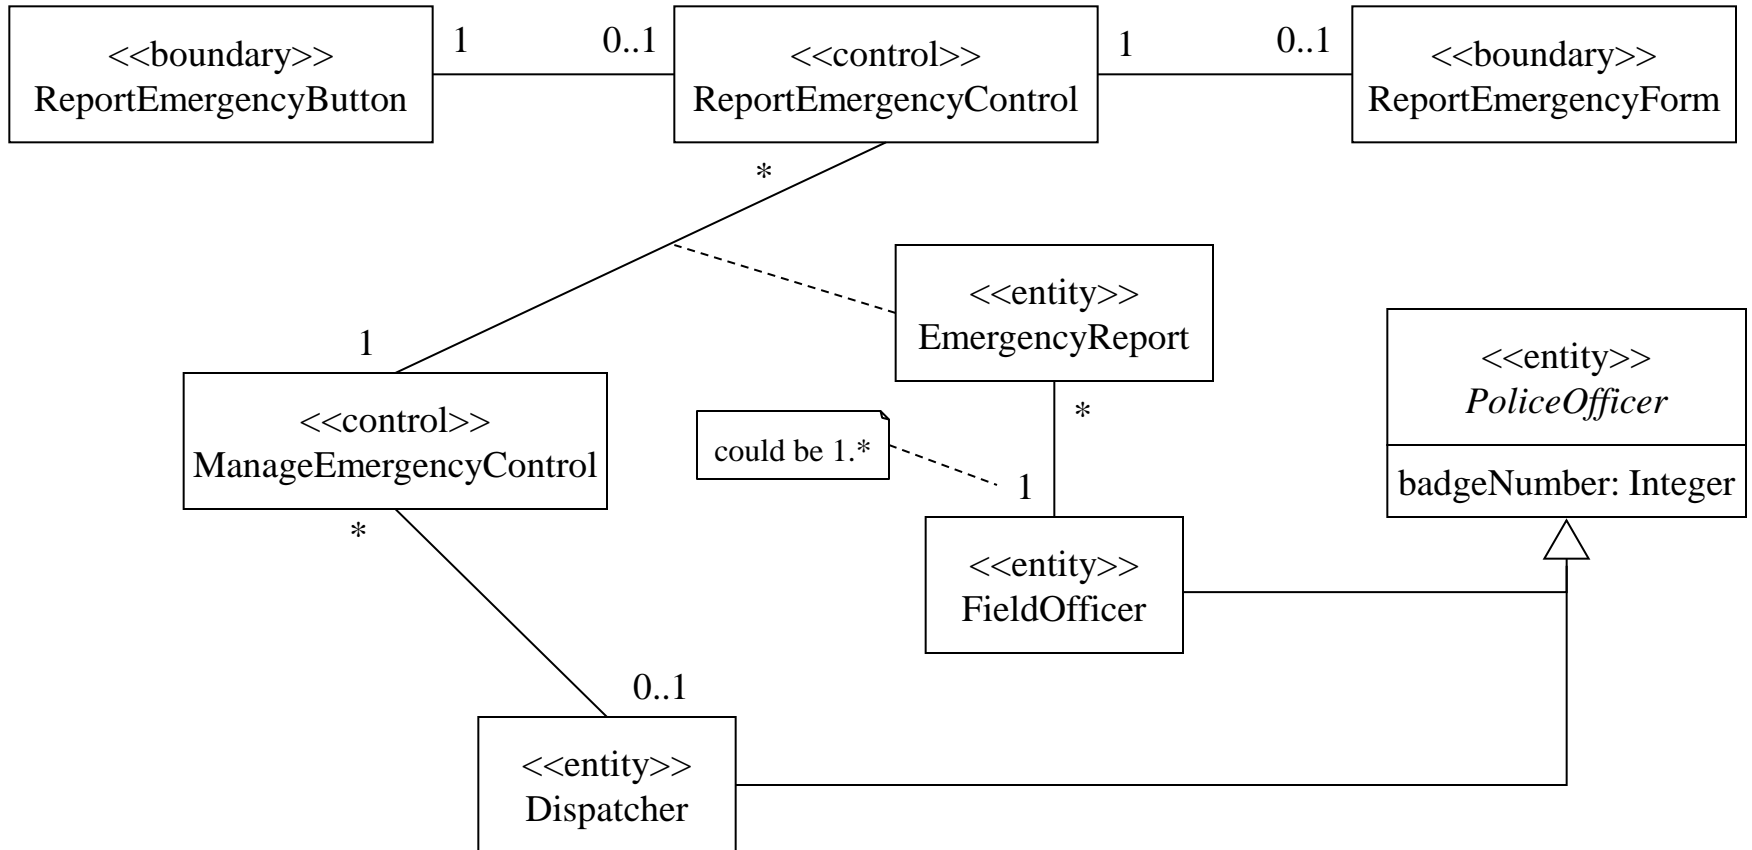 <<boundary>>
ReportEmergencyButton
1
0..1
<<control>>
ReportEmergencyControl
1
0..1
<<boundary>>
ReportEmergencyForm
*
1
<<entity>>
EmergencyReport
<<entity>>
PoliceOfficer
badgeNumber: Integer
<<control>>
ManageEmergencyControl
could be 1.*
*
1
*
<<entity>>
FieldOfficer
0..1
<<entity>>
Dispatcher